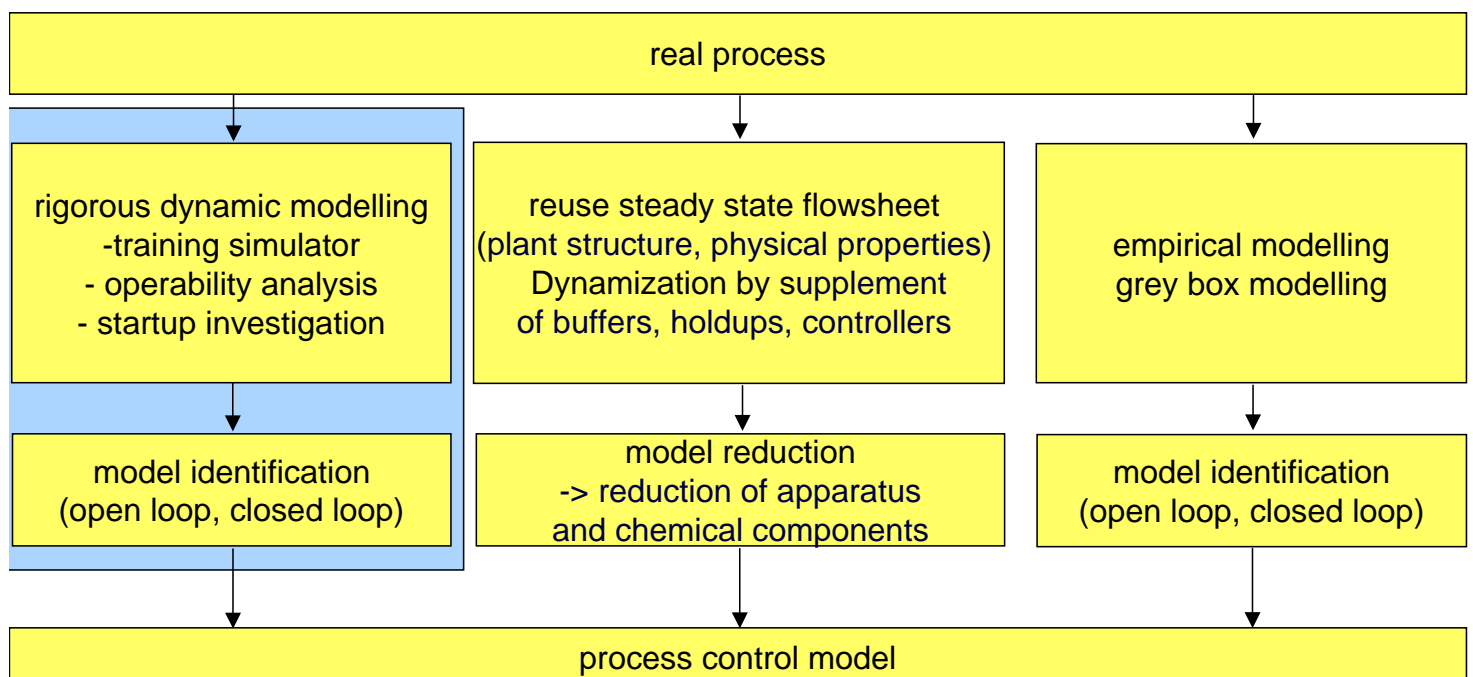 real process
rigorous dynamic modelling
-training simulator
- operability analysis
- startup investigation
reuse steady state flowsheet
(plant structure, physical properties)
Dynamization by supplement
of buffers, holdups, controllers
empirical modelling
grey box modelling
model identification
(open loop, closed loop)
model reduction
-> reduction of apparatus
and chemical components
model identification
(open loop, closed loop)
process control model